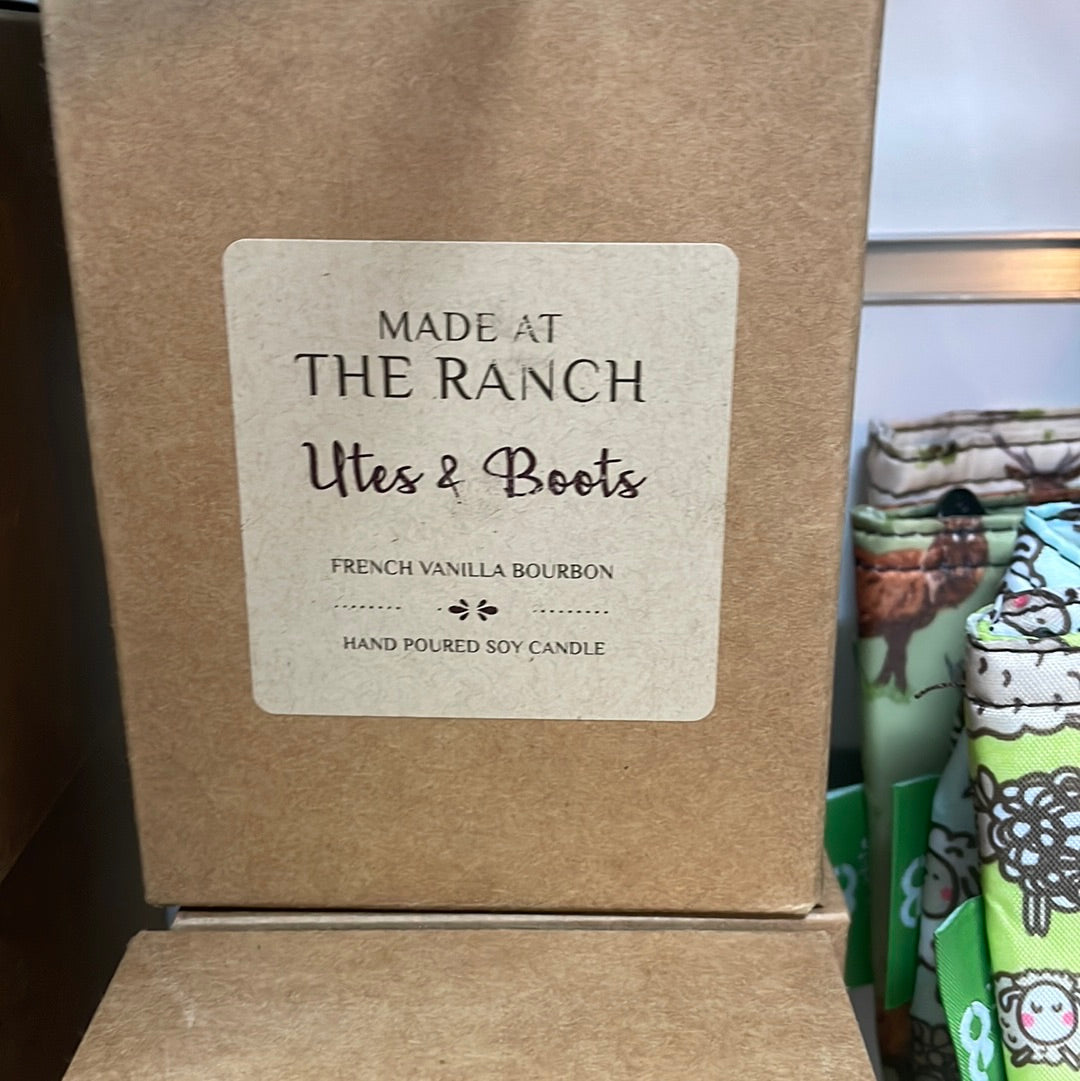 MADE AT
THE RANCH
Utes & Boots
FRENCH VANILLA BOURBON
HAND POURED SOY CANDLE